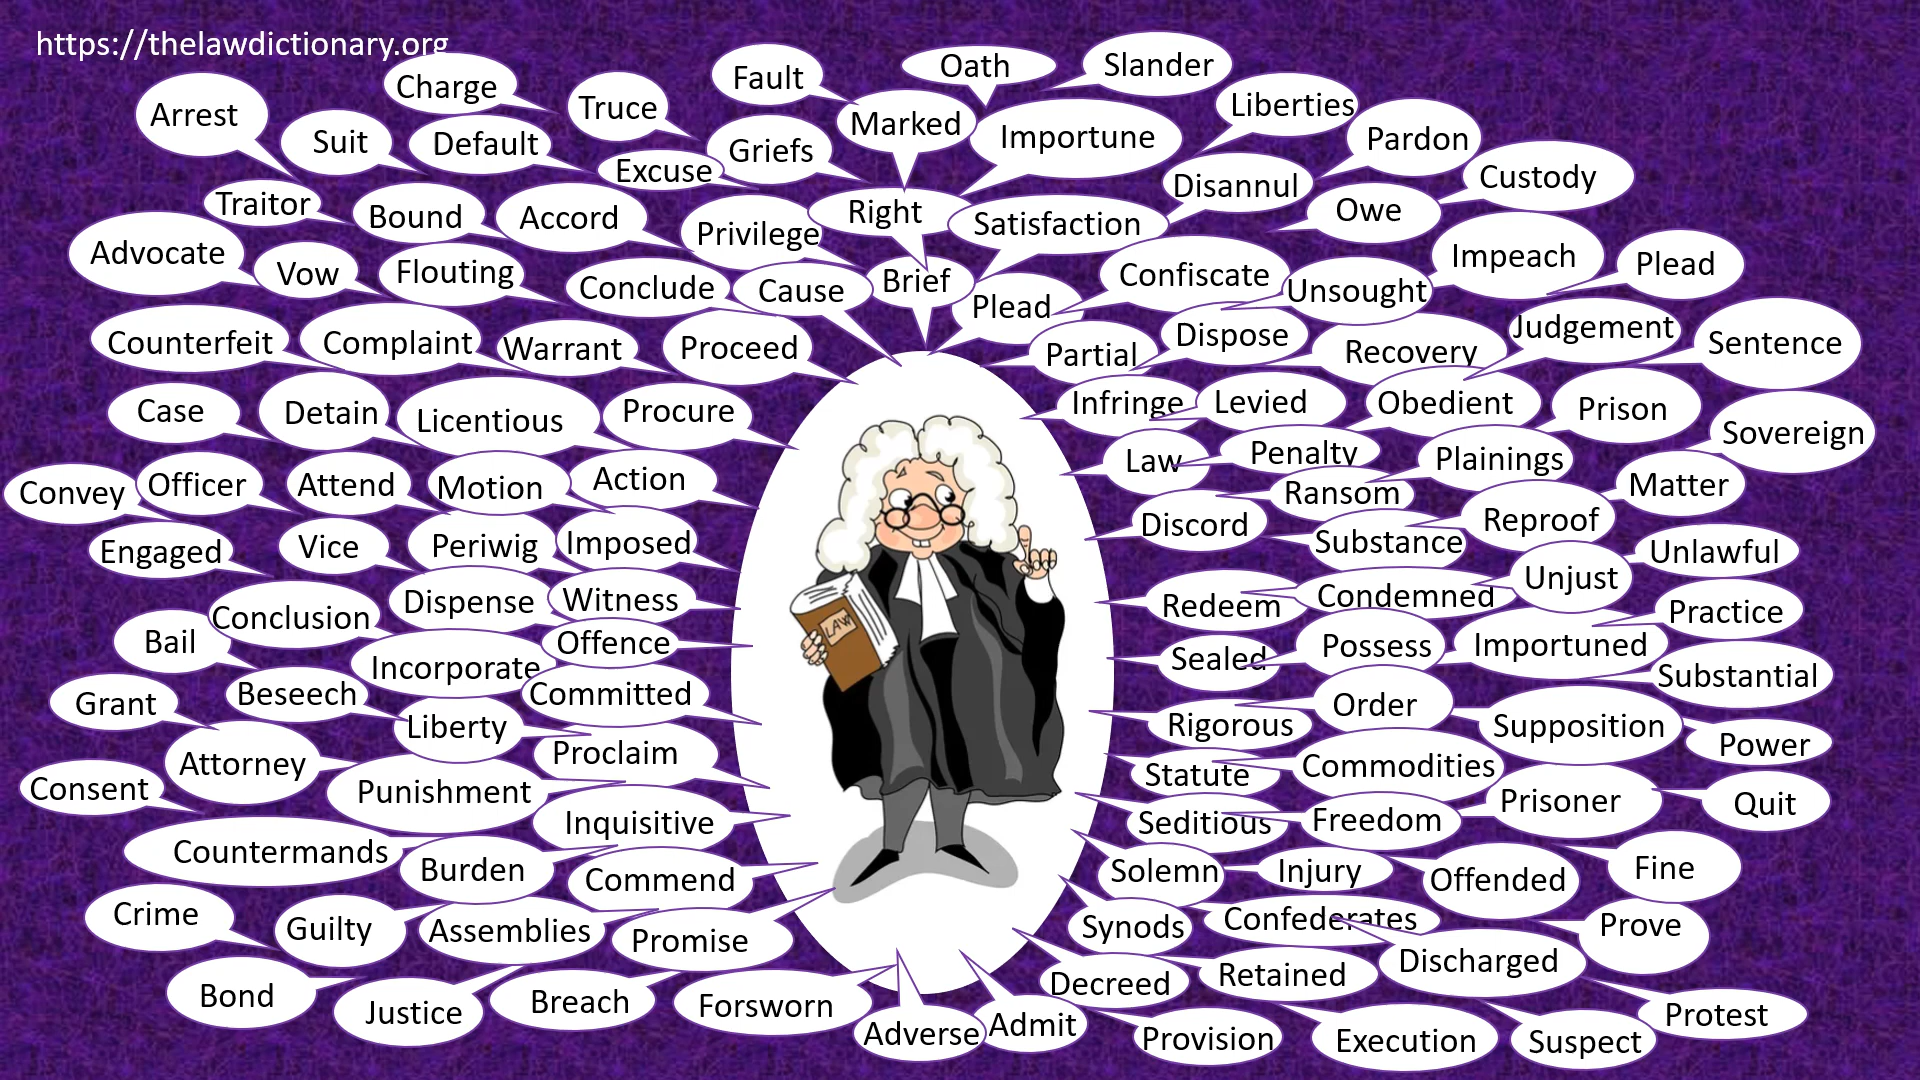 https://thelawdictionary.org
Charge
Fault
Oath
Slander
Arrest
Truce
Liberties
Suit
Default
Marked
Importune
Pardon
Excuse
Griefs
Disannul
Custody
Traitor
Bound
Accord
Privilege
Right
Satisfaction
Owe
Advocate
Vow
Flouting
Conclude
Cause
Brief
Plead
Confiscate
Unsought
Impeach
Plead
Counterfeit
Complaint
Warrant
Proceed
Partial
Dispose
Recovery
Judgement
Sentence
Case
Detain
Licentious
Procure
Infringe
Levied
Obedient
Prison
Sovereign
Law
Penalty
Plainings
Convey
Officer
Attend
Motion
Action
Ransom
Matter
Discord
Substance
Reproof
Engaged
Vice
Periwig
Imposed
Unlawful
Unjust
Conclusion
Dispense
Witness
Redeem
Condemned
Practice
Bail
Incorporate
Offence
Sealed
Possess
Importuned
Substantial
Grant
Beseech
Committed
Liberty
Rigorous
Order
Supposition
Power
Attorney
Proclaim
Statute
Commodities
Consent
Punishment
Prisoner
Quit
Inquisitive
Seditious
Freedom
Countermands
Burden
Commend
Solemn
Injury
Offended
Fine
Crime
Guilty
Assemblies
Promise
Synods
Confederates
Prove
Discharged
Bond
Justice
Breach
Forsworn
Adverse
Admit
Decreed
Retained
Provision
Execution
Suspect
Protest
LAW